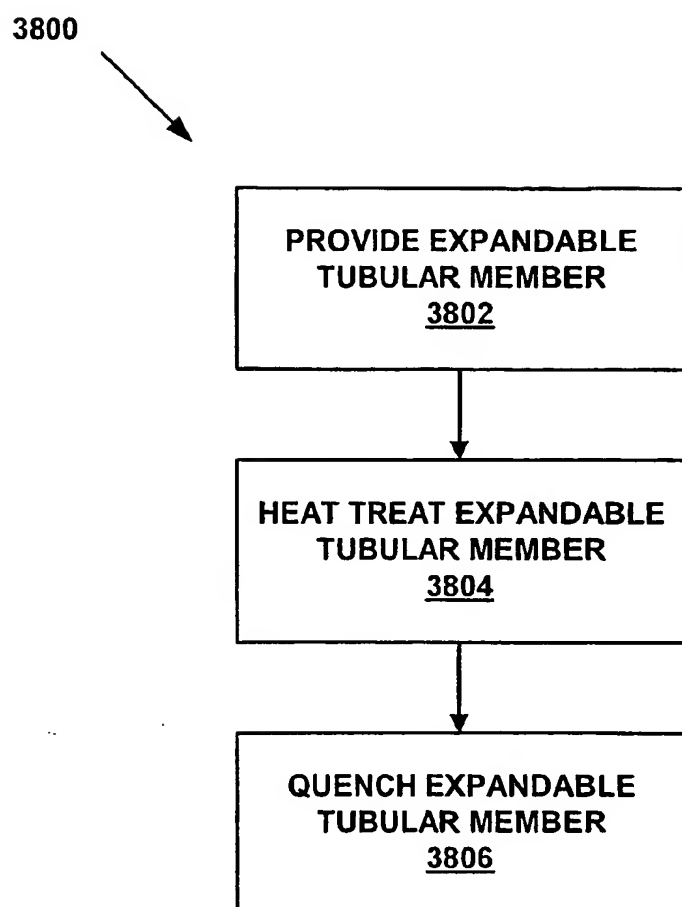 3800
PROVIDE EXPANDABLE
TUBULAR MEMBER
3802
HEAT TREAT EXPANDABLE
TUBULAR MEMBER
3804
QUENCH EXPANDABLE
TUBULAR MEMBER
3806